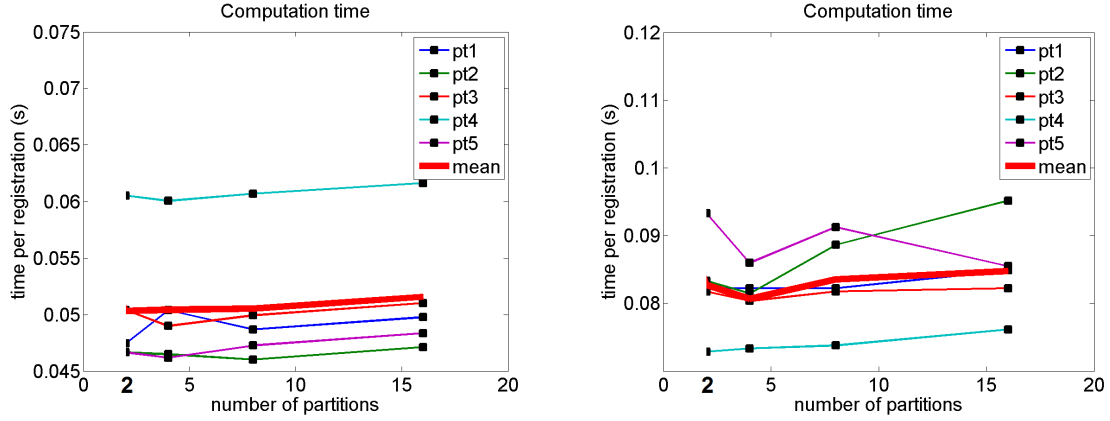 Computation time
0.075
0.07
0.065
0.06
0.055
0.05
0.045
time per registration (s)
pt1
pt2
pt3
pt4
pt5
mean
0 2 5 10 15 20
number of partitions
Computation time
0.12
0.11
0.1
0.09
0.08
time per registration (s)
pt1
pt2
pt3
pt4
pt5
mean
0 2 5 10 15 20
number of partitions